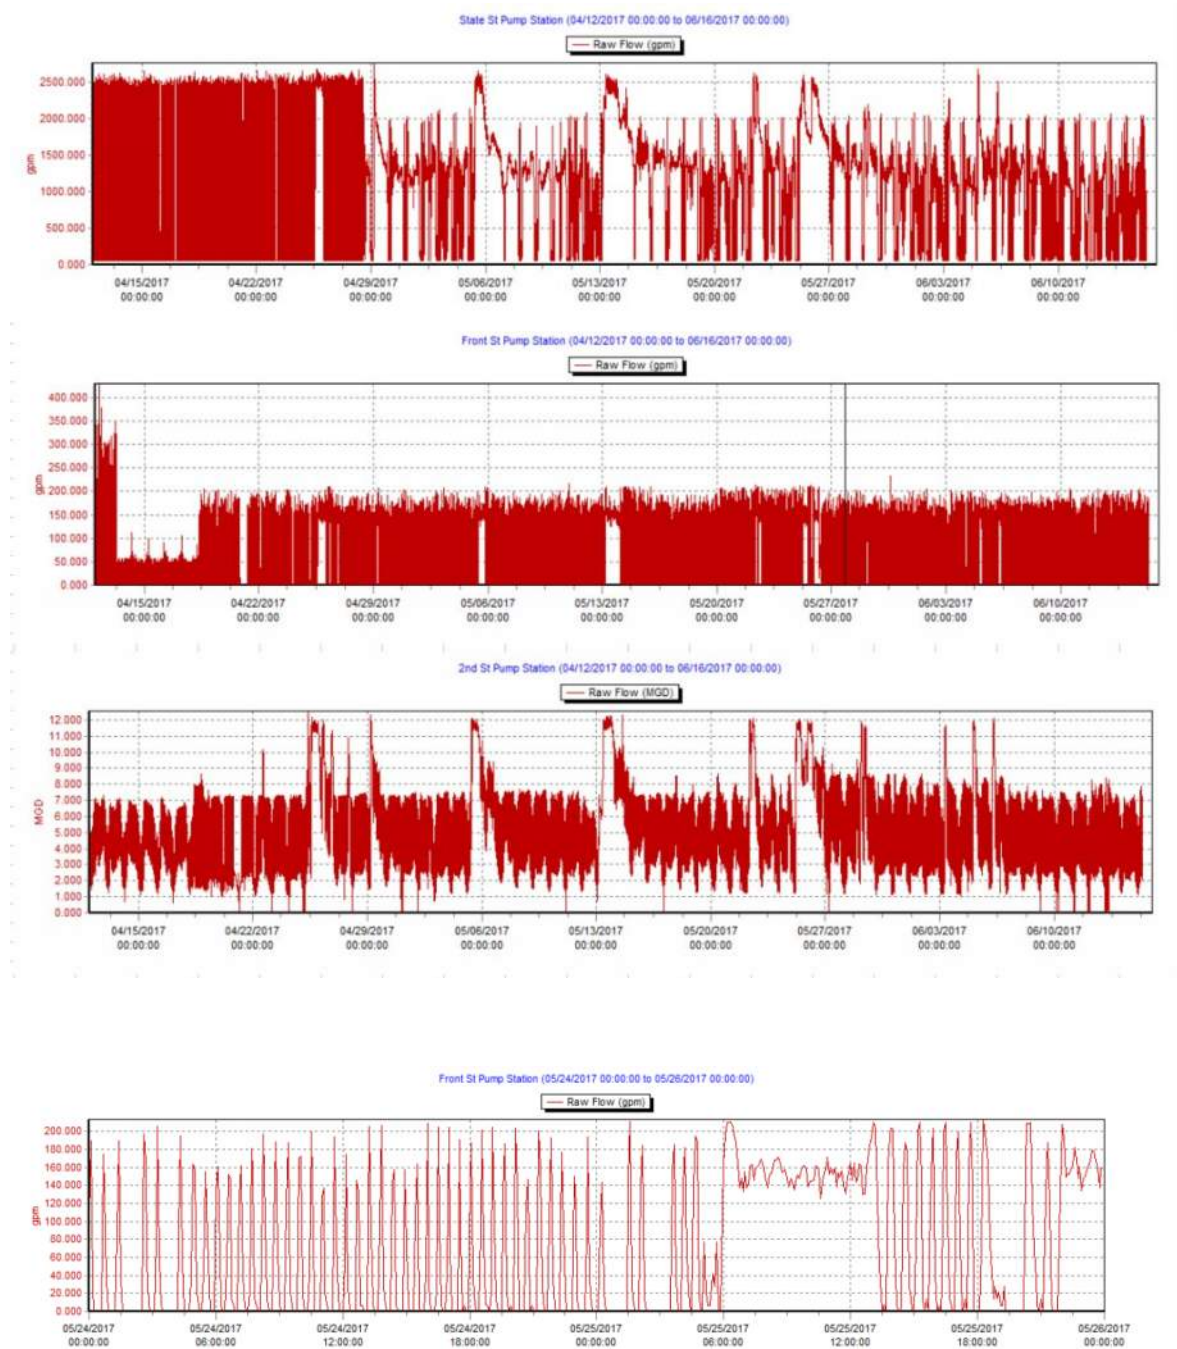 State St Pump Station (04/12/2017 00:00:00 to 06/16/2017 00:00:00)
Raw Flow (gpm)
2500.000
2000.000
1500.000
1000.000
500.000
0.000
gpm
04/15/2017 04/22/2017 04/29/2017 05/06/2017 05/13/2017 05/20/2017 05/27/2017 06/03/2017 06/10/2017
00:00:00 00:00:00 00:00:00 00:00:00 00:00:00 00:00:00 00:00:00 00:00:00 00:00:00
Front St Pump Station (04/12/2017 00:00:00 to 06/16/2017 00:00:00)
Raw Flow (gpm)
400.000
350.000
300.000
250.000
200.000
150.000
100.000
50.000
0.000
gpm
04/15/2017 04/22/2017 04/29/2017 05/06/2017 05/13/2017 05/20/2017 05/27/2017 06/03/2017 06/10/2017
00:00:00 00:00:00 00:00:00 00:00:00 00:00:00 00:00:00 00:00:00 00:00:00 00:00:00
2nd St Pump Station (04/12/2017 00:00:00 to 06/16/2017 00:00:00)
Raw Flow (MGD)
12.000
11.000
10.000
9.000
8.000
7.000
6.000
5.000
4.000
3.000
2.000
1.000
0.000
MGD
04/15/2017 04/22/2017 04/29/2017 05/06/2017 05/13/2017 05/20/2017 05/27/2017 06/03/2017 06/10/2017
00:00:00 00:00:00 00:00:00 00:00:00 00:00:00 00:00:00 00:00:00 00:00:00 00:00:00
Front St Pump Station (05/24/2017 00:00:00 to 05/26/2017 00:00:00)
Raw Flow (gpm)
200.000
180.000
160.000
140.000
120.000
100.000
80.000
60.000
40.000
20.000
0.000
gpm
05/24/2017 05/24/2017 05/24/2017 05/24/2017 05/25/2017 05/25/2017 05/25/2017 05/25/2017 05/26/2017
00:00:00 06:00:00 12:00:00 18:00:00 00:00:00 06:00:00 12:00:00 18:00:00 00:00:00